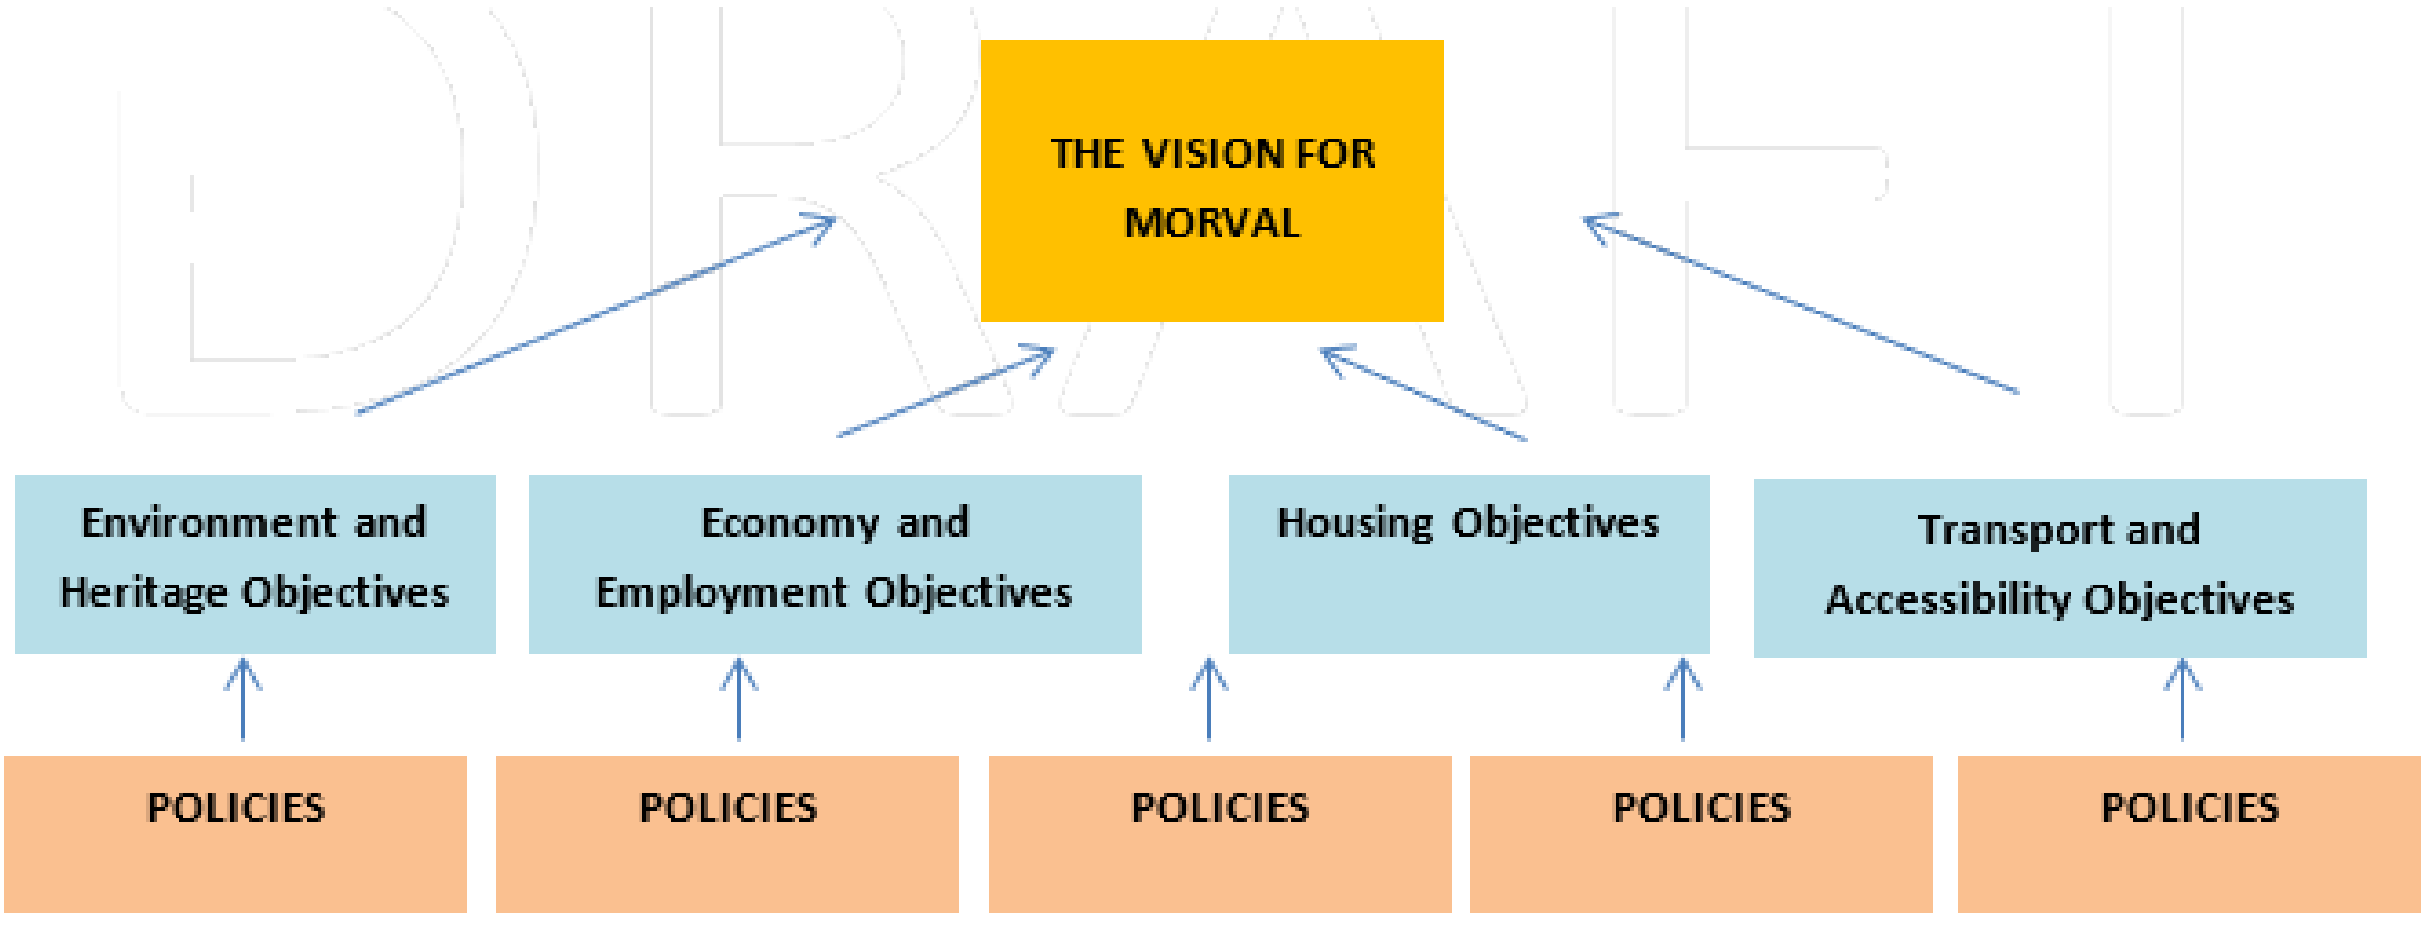 DRAFT
THE VISION FOR
MORVAL
Environment and
Heritage Objectives
Economy and
Employment Objectives
Housing Objectives
Transport and
Accessibility Objectives
POLICIES
POLICIES
POLICIES
POLICIES
POLICIES